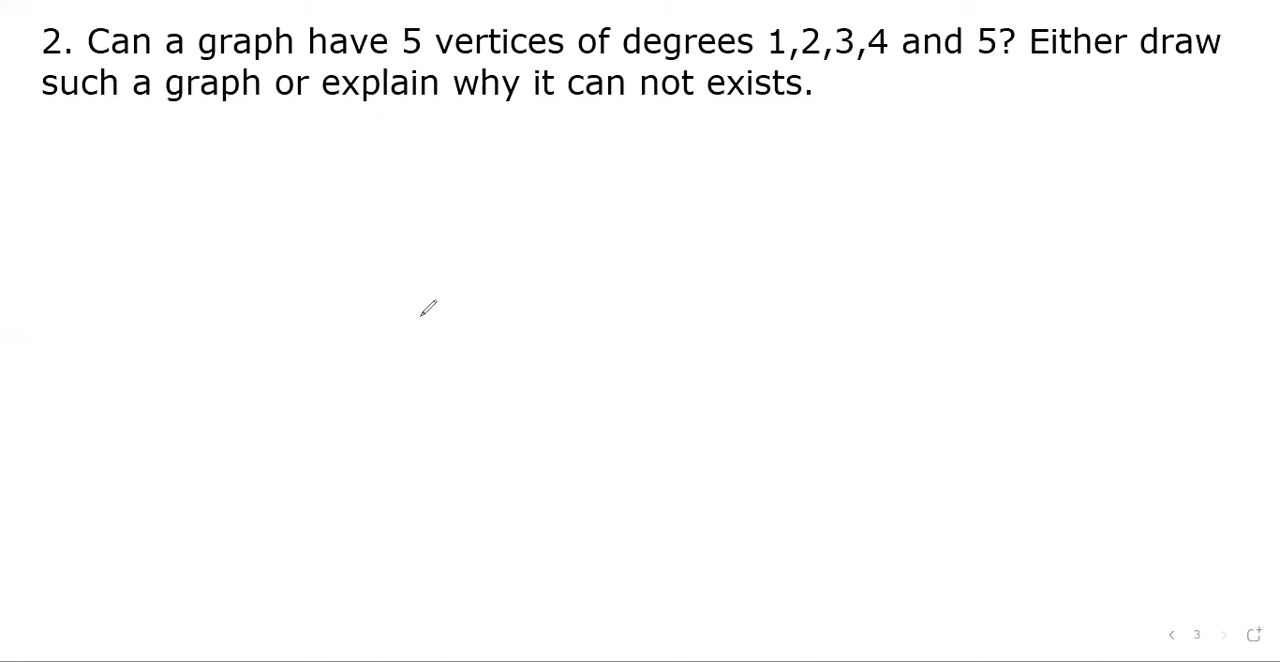 2. Can a graph have 5 vertices of degrees 1,2,3,4 and 5? Either draw
such a graph or explain why it can not exists.
3